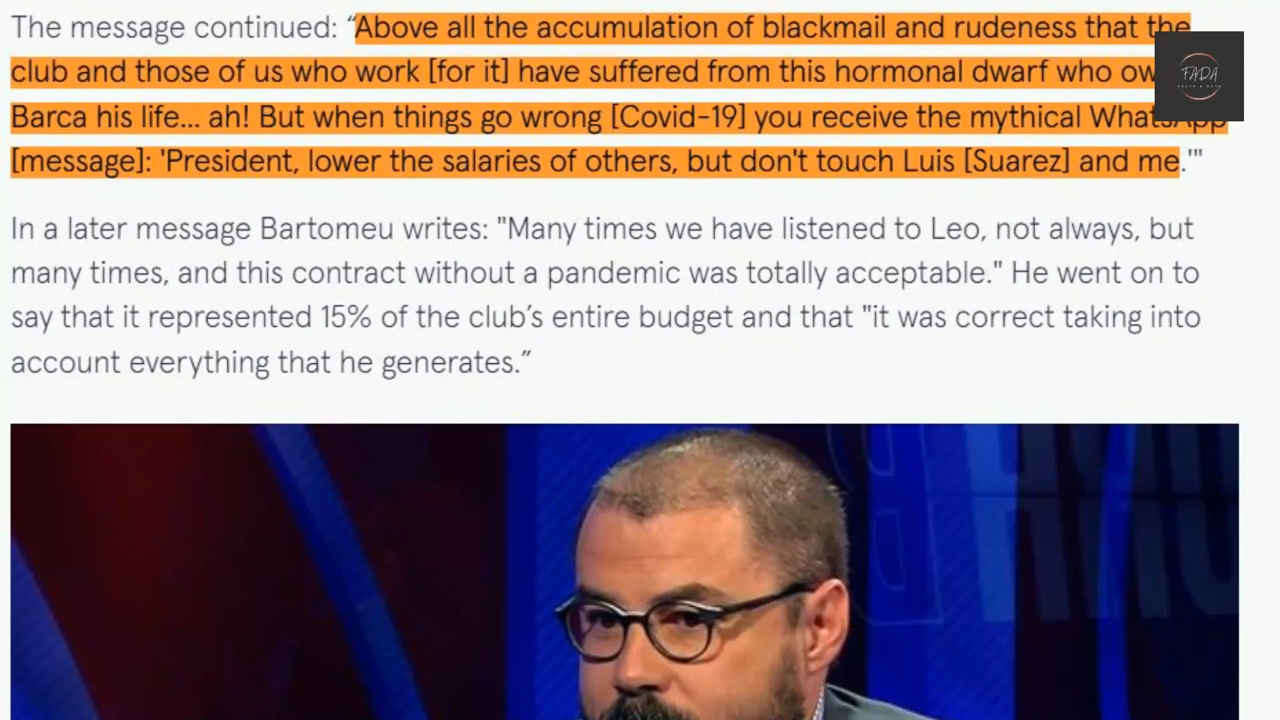 The message continued: “Above all the accumulation of blackmail and rudeness that the
club and those of us who work [for it] have suffered from this hormonal dwarf who
Barca his life... ah! But when things go wrong [Covid-19] you receive the mythical WhatsApp
[message]: 'President, lower the salaries of others, but don't touch Luis [Suarez] and me.'"
In a later message Bartomeu writes: "Many times we have listened to Leo, not always, but
many times, and this contract without a pandemic was totally acceptable." He went on to
say that it represented 15% of the club’s entire budget and that "it was correct taking into
account everything that he generates.”
FADA